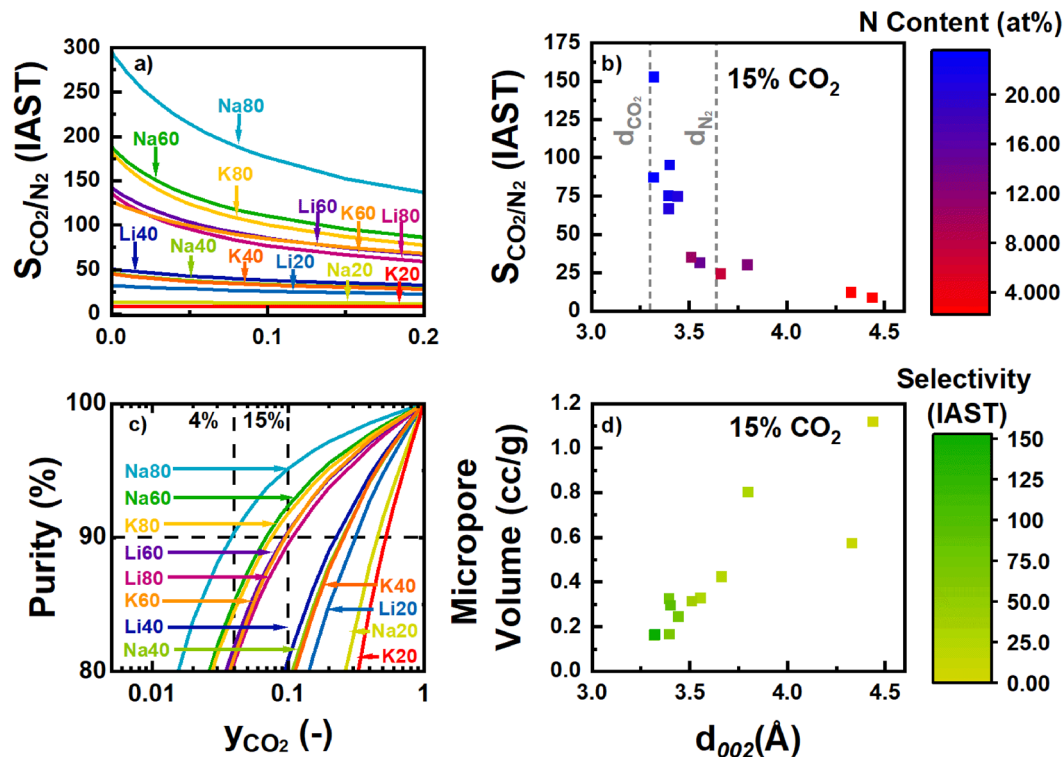 N Content (at%)
a)
S_CO₂/N₂ (IAST)
300
250
200
150
100
50
0
0.0
0.1
0.2
Na80
Na60
K80
Li60
K60
Li80
Li40
Na40
K40
Li20
Na20
K20
b)
15% CO₂
d_CO₂
d_N₂
S_CO₂/N₂ (IAST)
175
150
125
100
75
50
25
0
3.0
3.5
4.0
4.5
20.00
16.00
12.00
8.000
4.000
c)
4%
15%
Purity (%)
100
90
80
0.01
0.1
1
y_CO₂ (-)
Na80
Na60
K80
Li60
Li80
K60
Li40
Na40
K40
Li20
Na20
K20
Selectivity
(IAST)
d)
15% CO₂
Micropore
Volume (cc/g)
1.2
1.0
0.8
0.6
0.4
0.2
0.0
3.0
3.5
4.0
4.5
d₀₀₂(Å)
150
125
100
75.0
50.0
25.0
0.00